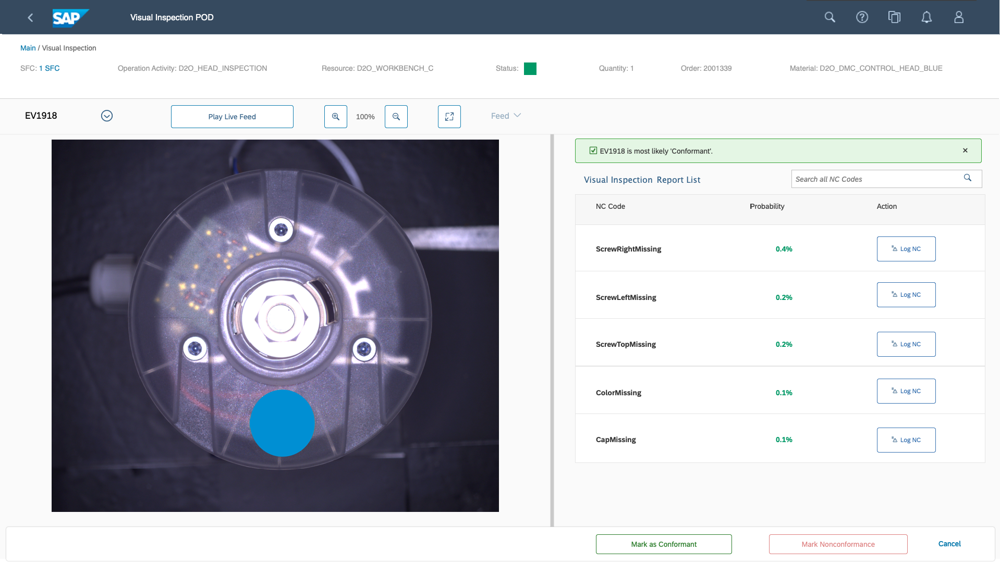 SAP
Visual Inspection POD
Main / Visual Inspection
SFC: 1 SFC
Operation Activity: D2O_HEAD_INSPECTION
Resource: D2O_WORKBENCH_C
Status:
Quantity: 1
Order: 2001339
Material: D2O_DMC_CONTROL_HEAD_BLUE
EV1918
Play Live Feed
100%
Feed
EV1918 is most likely 'Conformant'.
Visual Inspection Report List
Search all NC Codes
NC Code Probability Action
ScrewRightMissing 0.4% Log NC
ScrewLeftMissing 0.2% Log NC
ScrewTopMissing 0.2% Log NC
ColorMissing 0.1% Log NC
CapMissing 0.1% Log NC
Mark as Conformant
Mark Nonconformance
Cancel